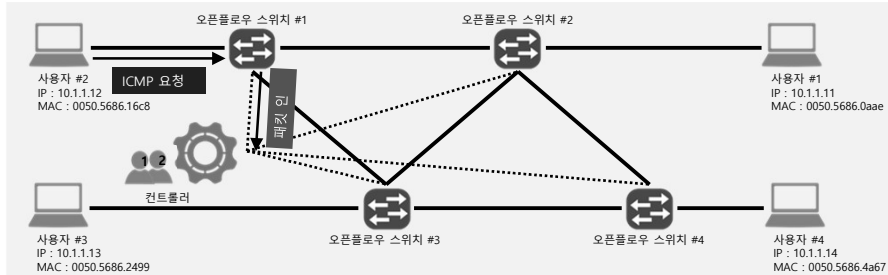 오픈플로우 스위치 #1
오픈플로우 스위치 #2
사용자 #2
IP : 10.1.1.12
MAC : 0050.5686.16c8
ICMP 요청
패킷 인
사용자 #1
IP : 10.1.1.11
MAC : 0050.5686.0aae
1 2
컨트롤러
사용자 #3
IP : 10.1.1.13
MAC : 0050.5686.2499
오픈플로우 스위치 #3
오픈플로우 스위치 #4
사용자 #4
IP : 10.1.1.14
MAC : 0050.5686.4a67